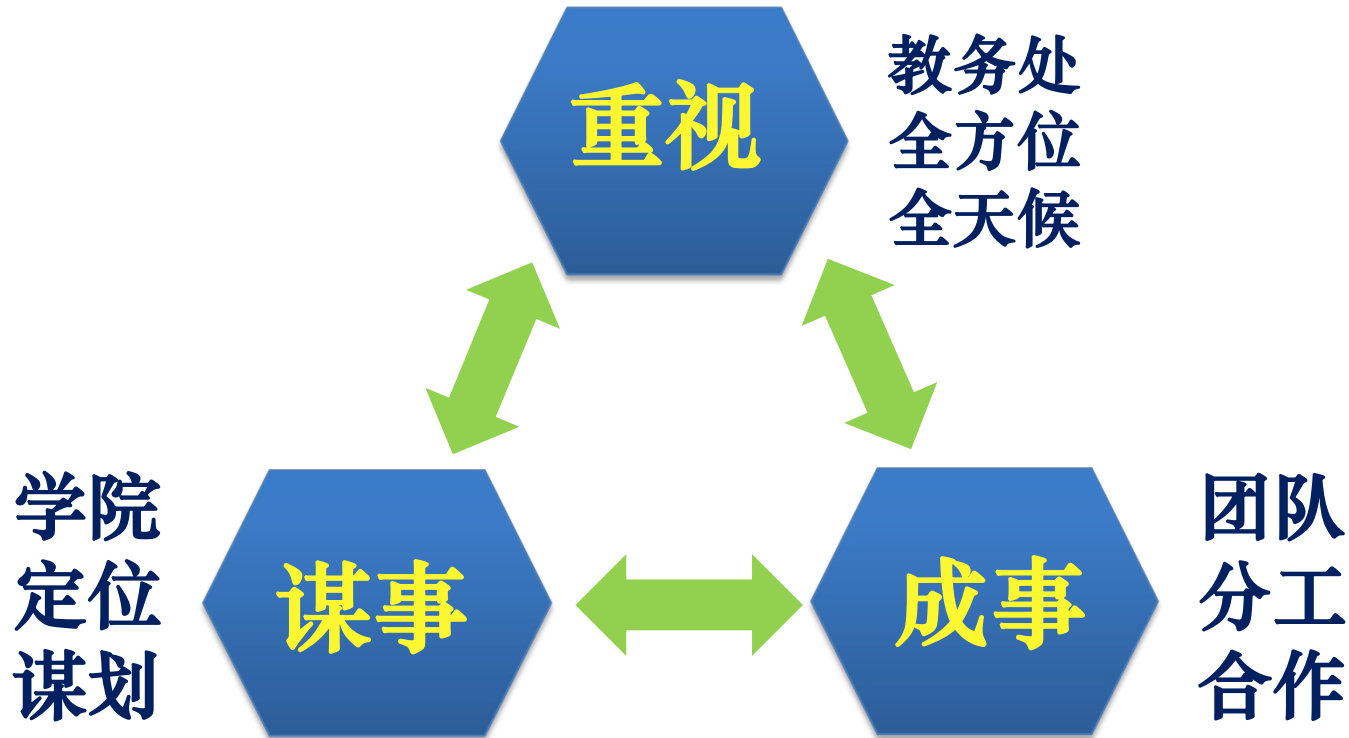 重视
教务处
全方位
全天候
学院
定位
谋划
谋事
成事
团队
分工
合作